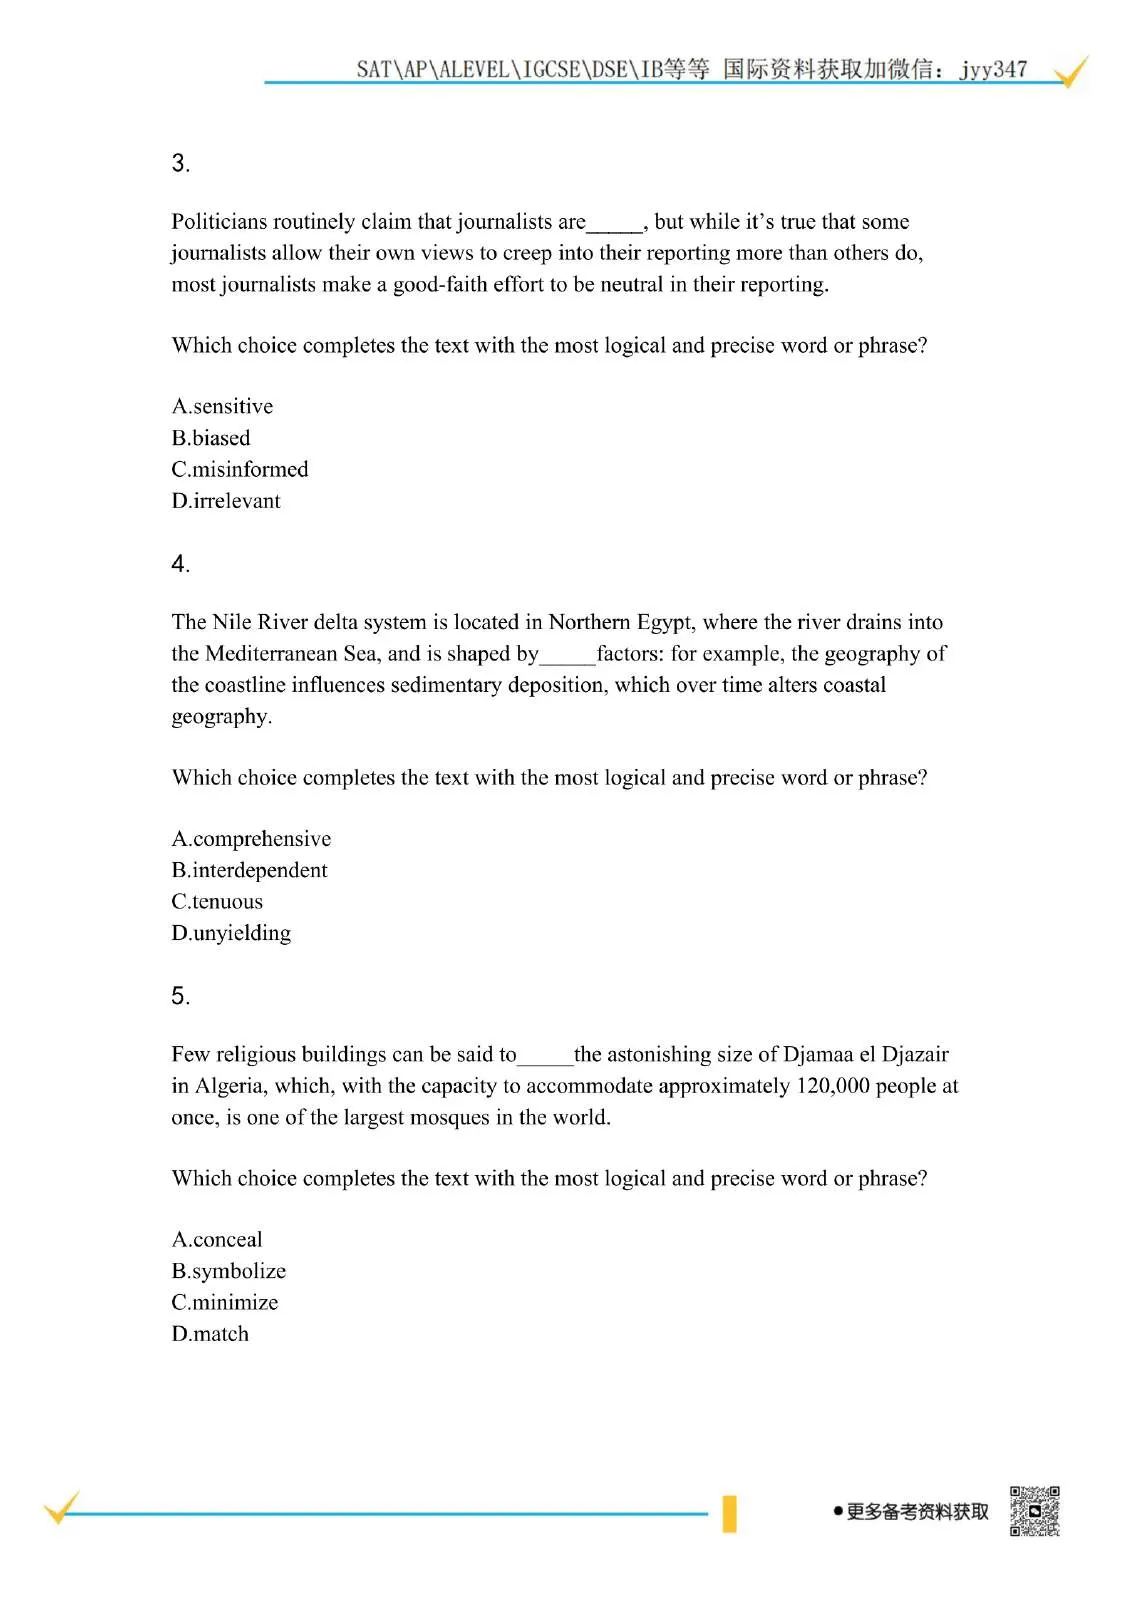 SAT\AP\ALEVEL\IGCSE\DSE\IB等等 国际资料获取加微信：jyy347
3.
Politicians routinely claim that journalists are_____, but while it’s true that some
journalists allow their own views to creep into their reporting more than others do,
most journalists make a good-faith effort to be neutral in their reporting.
Which choice completes the text with the most logical and precise word or phrase?
A.sensitive
B.biased
C.misinformed
D.irrelevant
4.
The Nile River delta system is located in Northern Egypt, where the river drains into
the Mediterranean Sea, and is shaped by_____factors: for example, the geography of
the coastline influences sedimentary deposition, which over time alters coastal
geography.
Which choice completes the text with the most logical and precise word or phrase?
A.comprehensive
B.interdependent
C.tenuous
D.unyielding
5.
Few religious buildings can be said to_____the astonishing size of Djamaa el Djazair
in Algeria, which, with the capacity to accommodate approximately 120,000 people at
once, is one of the largest mosques in the world.
Which choice completes the text with the most logical and precise word or phrase?
A.conceal
B.symbolize
C.minimize
D.match
●更多备考资料获取